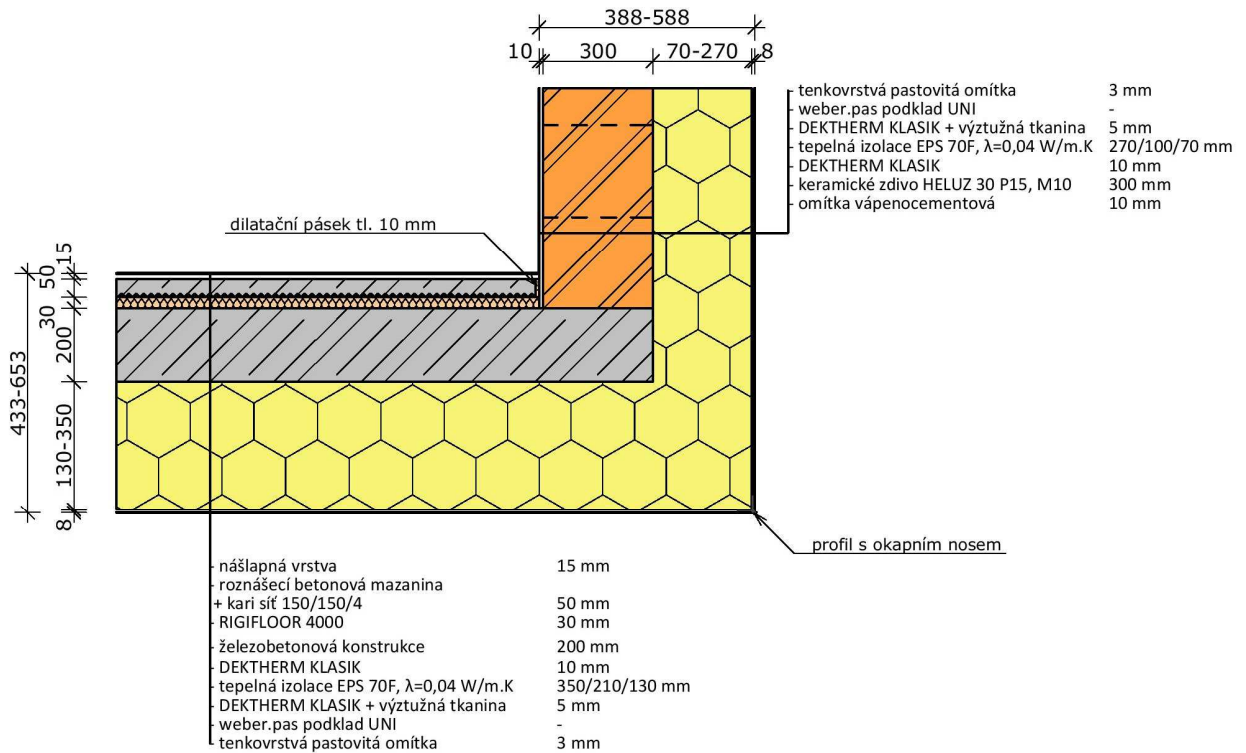 388-588
10 300 70-270 8
tenkovrstvá pastovitá omítka 3 mm
weber.pas podklad UNI -
DEKTHERM KLASIK + výztužná tkanina 5 mm
tepelná izolace EPS 70F, λ=0,04 W/m.K 270/100/70 mm
DEKTHERM KLASIK 10 mm
keramické zdivo HELUZ 30 P15, M10 300 mm
omítka vápenocementová 10 mm
dilatační pásek tl. 10 mm
15
50
30
200
433-653
130-350
8
profil s okapním nosem
nášlapná vrstva 15 mm
roznášecí betonová mazanina
+ kari síť 150/150/4 50 mm
RIGIFLOOR 4000 30 mm
železobetonová konstrukce 200 mm
DEKTHERM KLASIK 10 mm
tepelná izolace EPS 70F, λ=0,04 W/m.K 350/210/130 mm
DEKTHERM KLASIK + výztužná tkanina 5 mm
weber.pas podklad UNI -
tenkovrstvá pastovitá omítka 3 mm